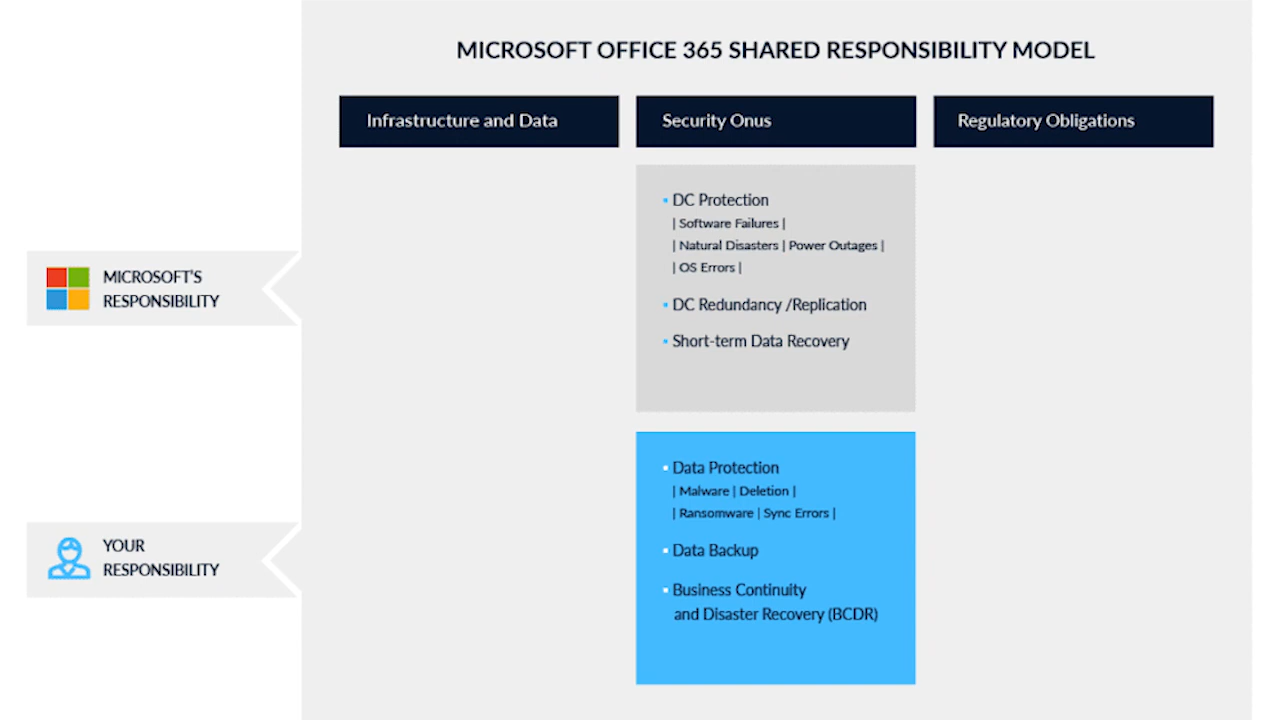 MICROSOFT OFFICE 365 SHARED RESPONSIBILITY MODEL
Infrastructure and Data
Security Onus
Regulatory Obligations
MICROSOFT'S
RESPONSIBILITY
▪ DC Protection
| Software Failures |
| Natural Disasters | Power Outages |
| OS Errors |
▪ DC Redundancy /Replication
▪ Short-term Data Recovery
YOUR
RESPONSIBILITY
▪ Data Protection
| Malware | Deletion |
| Ransomware | Sync Errors |
▪ Data Backup
▪ Business Continuity
and Disaster Recovery (BCDR)